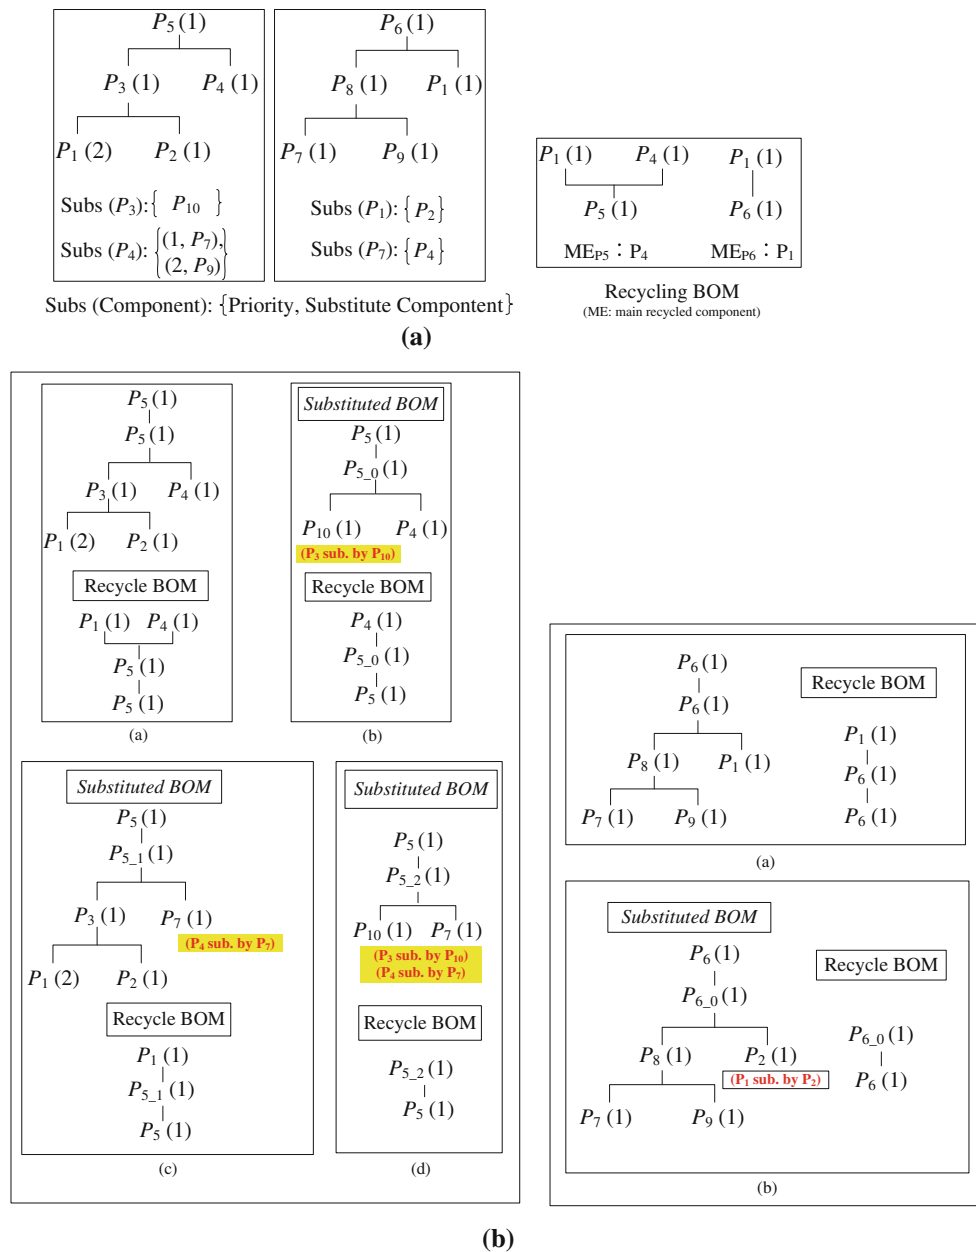 P5 (1)
P3 (1) P4 (1)
P1 (2) P2 (1)
Subs (P3): { P10 }
Subs (P4): {(1, P7), (2, P9)}
P6 (1)
P8 (1) P1 (1)
P7 (1) P9 (1)
Subs (P1): {P2}
Subs (P7): {P4}
P1 (1) P4 (1) P1 (1)
P5 (1) P6 (1)
MEP5 : P4 MEP6 : P1
Subs (Component): {Priority, Substitute Compontent}
Recycling BOM
(ME: main recycled component)
(a)
P5 (1)
P5 (1)
P3 (1) P4 (1)
P1 (2) P2 (1)
Recycle BOM
P1 (1) P4 (1)
P5 (1)
P5 (1)
(a)
Substituted BOM
P5 (1)
P5_0 (1)
P10 (1) P4 (1)
(P3 sub. by P10)
Recycle BOM
P4 (1)
P5_0 (1)
P5 (1)
(b)
Substituted BOM
P5 (1)
P5_1 (1)
P3 (1) P7 (1)
(P4 sub. by P7)
P1 (2) P2 (1)
Recycle BOM
P1 (1)
P5_1 (1)
P5 (1)
(c)
Substituted BOM
P5 (1)
P5_2 (1)
P10 (1) P7 (1)
(P3 sub. by P10)
(P4 sub. by P7)
Recycle BOM
P5_2 (1)
P5 (1)
(d)
P6 (1)
P6 (1)
P8 (1) P1 (1)
P7 (1) P9 (1)
Recycle BOM
P1 (1)
P6 (1)
P6 (1)
(a)
Substituted BOM
P6 (1)
P6_0 (1)
P8 (1) P2 (1)
(P1 sub. by P2)
P7 (1) P9 (1)
Recycle BOM
P6_0 (1)
P6 (1)
(b)
(b)